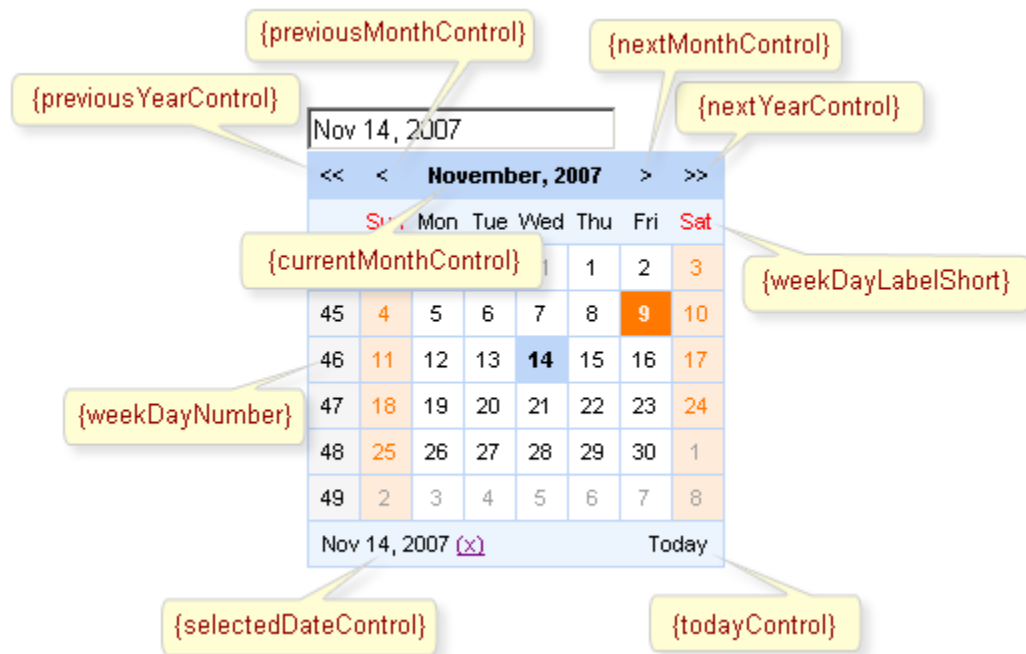 {previousMonthControl}
{nextMonthControl}
{previousYearControl}
{nextYearControl}
Nov 14, 2007
<< < November, 2007 > >>
Mon Tue Wed Thu Fri Sat
{currentMonthControl}
1 2 3
{weekDayLabelShort}
45 4 5 6 7 8 9 10
46 11 12 13 14 15 16 17
{weekDayNumber}
47 18 19 20 21 22 23 24
48 25 26 27 28 29 30 1
49 2 3 4 5 6 7 8
Nov 14, 2007 (x) Today
{selectedDateControl}
{todayControl}